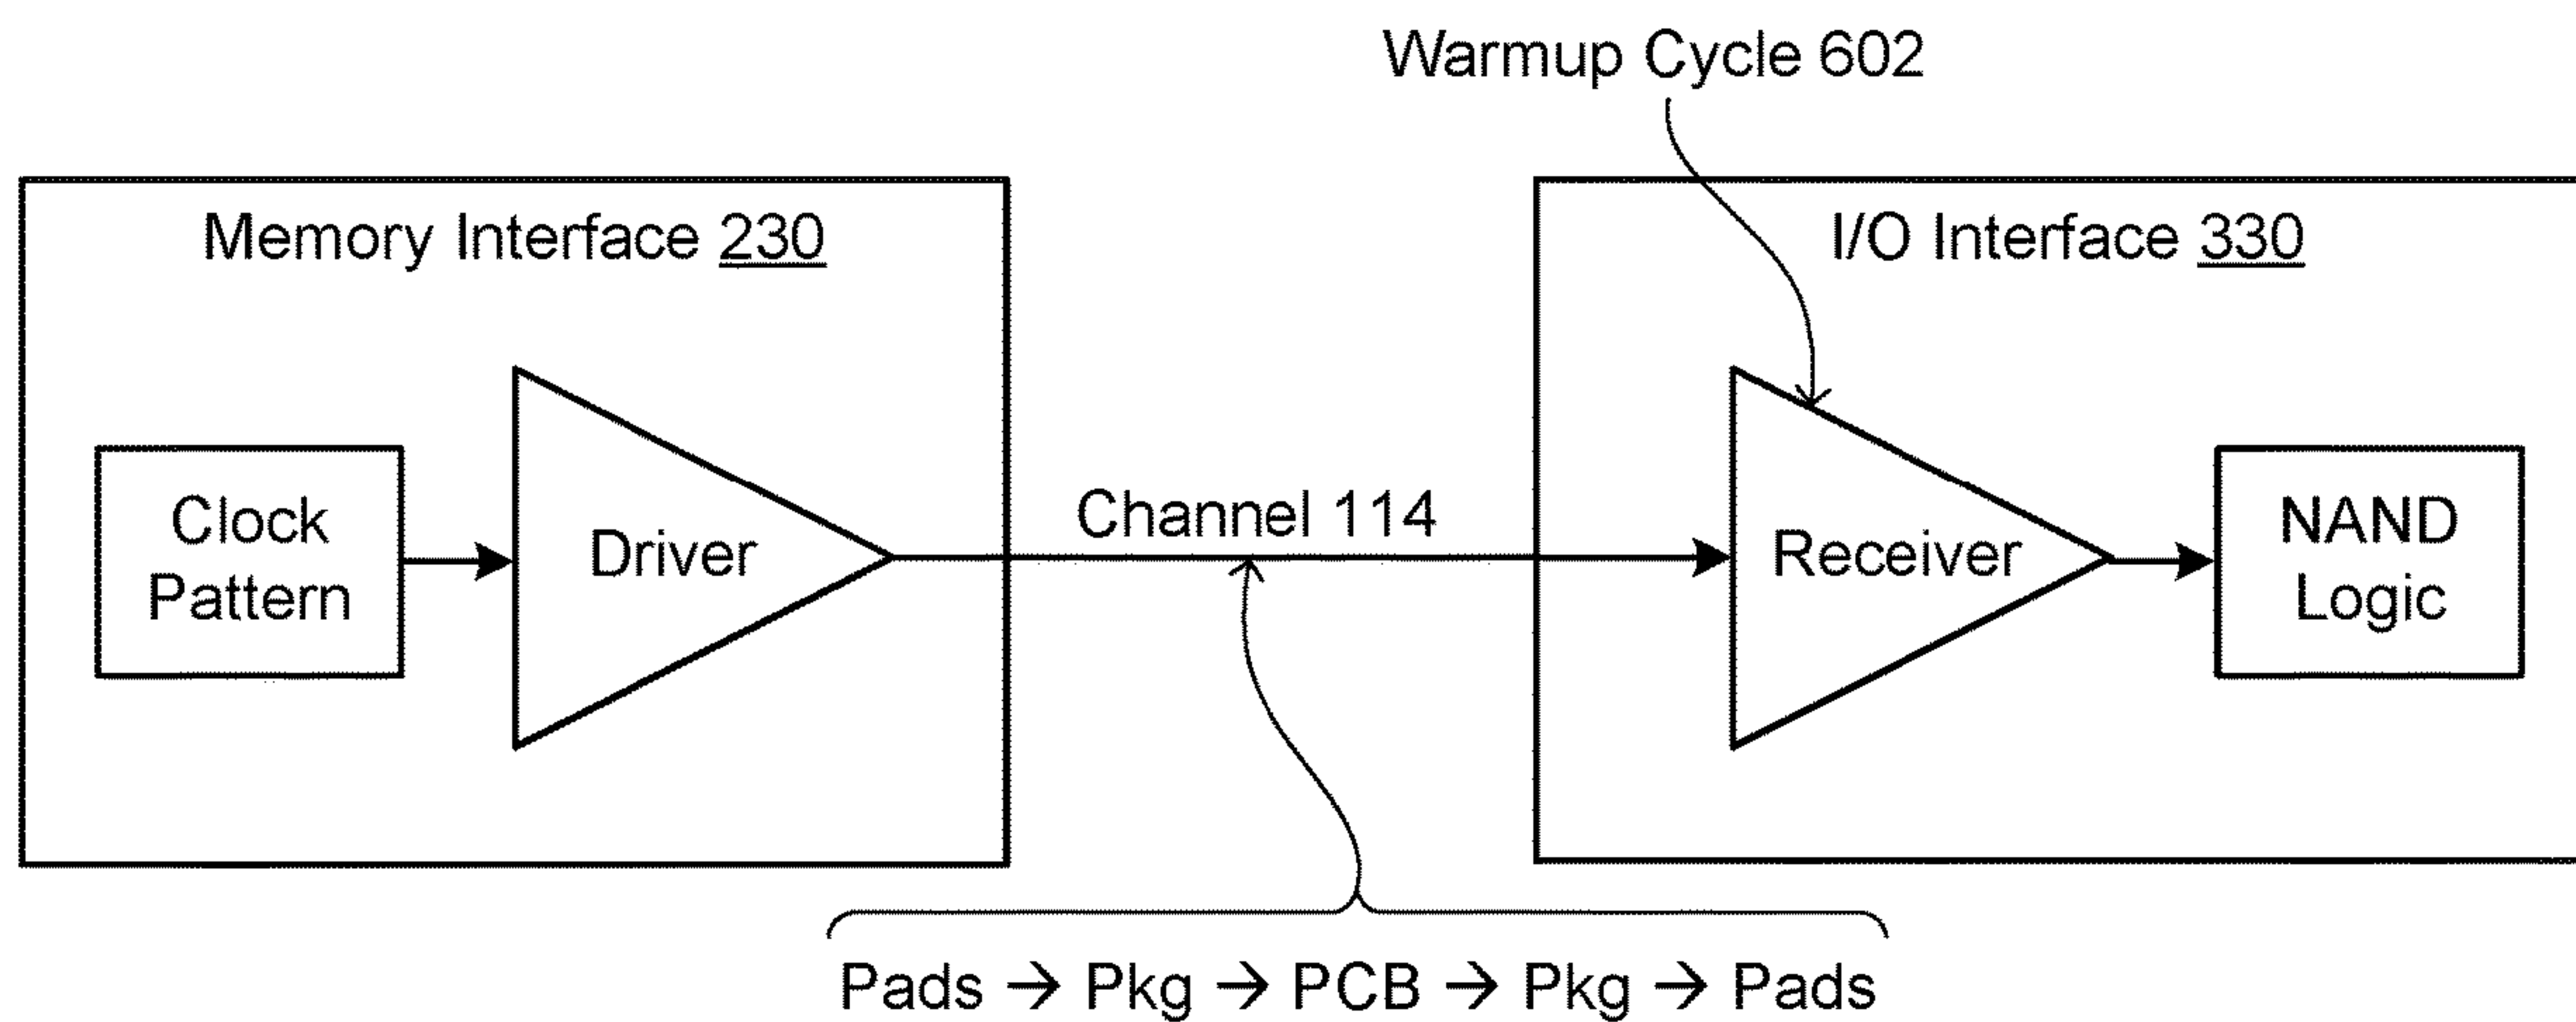 Warmup Cycle 602
Memory Interface 230
I/O Interface 330
Clock
Pattern
Driver
Channel 114
Receiver
NAND
Logic
Pads → Pkg → PCB → Pkg → Pads